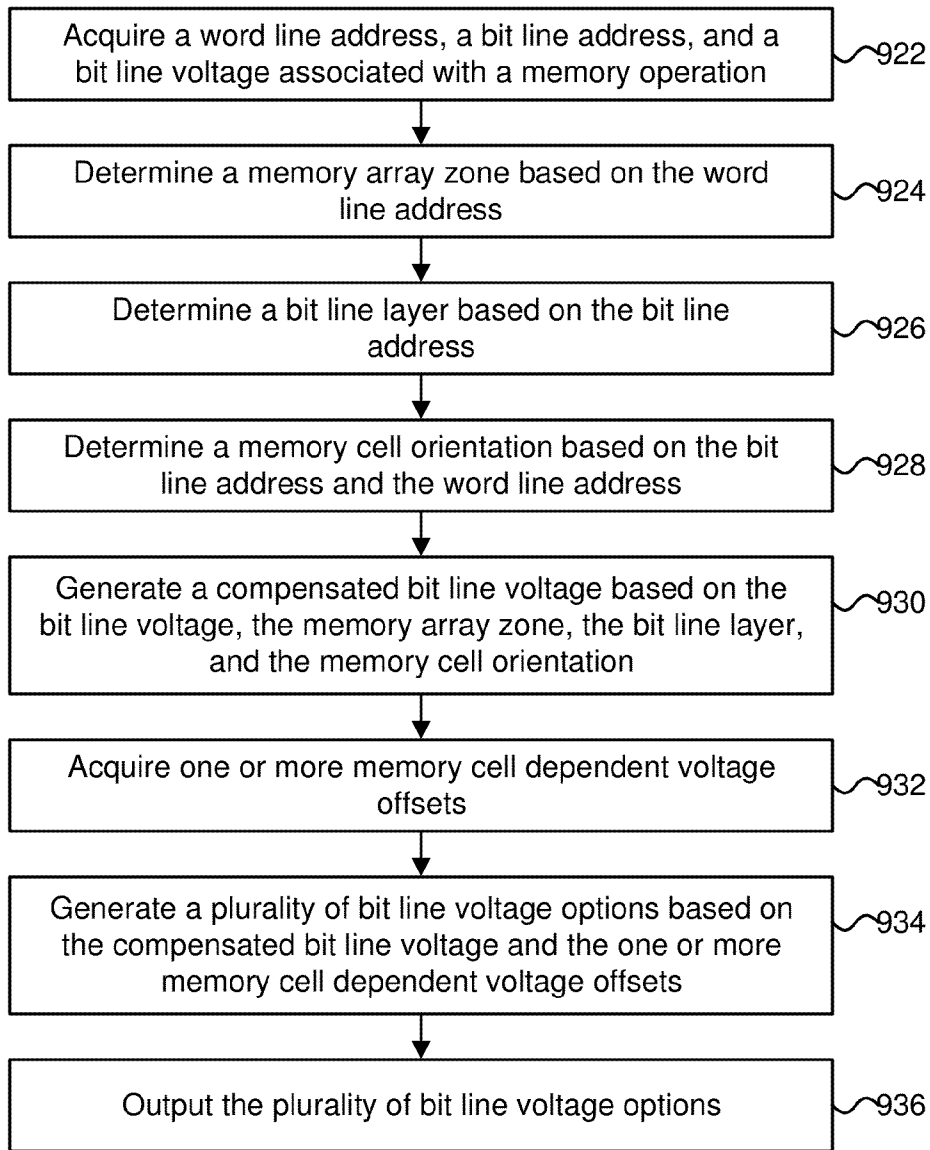 Acquire a word line address, a bit line address, and a
bit line voltage associated with a memory operation
922
Determine a memory array zone based on the word
line address
924
Determine a bit line layer based on the bit line
address
926
Determine a memory cell orientation based on the bit
line address and the word line address
928
Generate a compensated bit line voltage based on the
bit line voltage, the memory array zone, the bit line layer,
and the memory cell orientation
930
Acquire one or more memory cell dependent voltage
offsets
932
Generate a plurality of bit line voltage options based on
the compensated bit line voltage and the one or more
memory cell dependent voltage offsets
934
Output the plurality of bit line voltage options
936